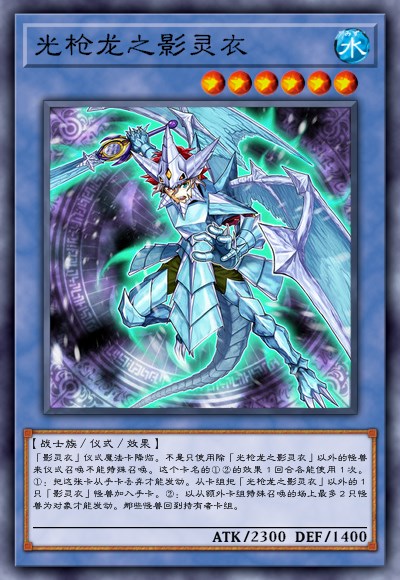 光枪龙之影灵衣
水
【战士族／仪式／效果】
「影灵衣」仪式魔法卡降临。不是只使用除「光枪龙之影灵衣」以外的怪兽
来仪式召唤不能特殊召唤。这个卡名的①②的效果1回合各能使用1次。
①：把这张卡从手卡丢弃才能发动。从卡组把「光枪龙之影灵衣」以外的1
只「影灵衣」怪兽加入手卡。②：以从额外卡组特殊召唤的场上最多2只怪
兽为对象才能发动。那些怪兽回到持有者卡组。
ATK/2300 DEF/1400